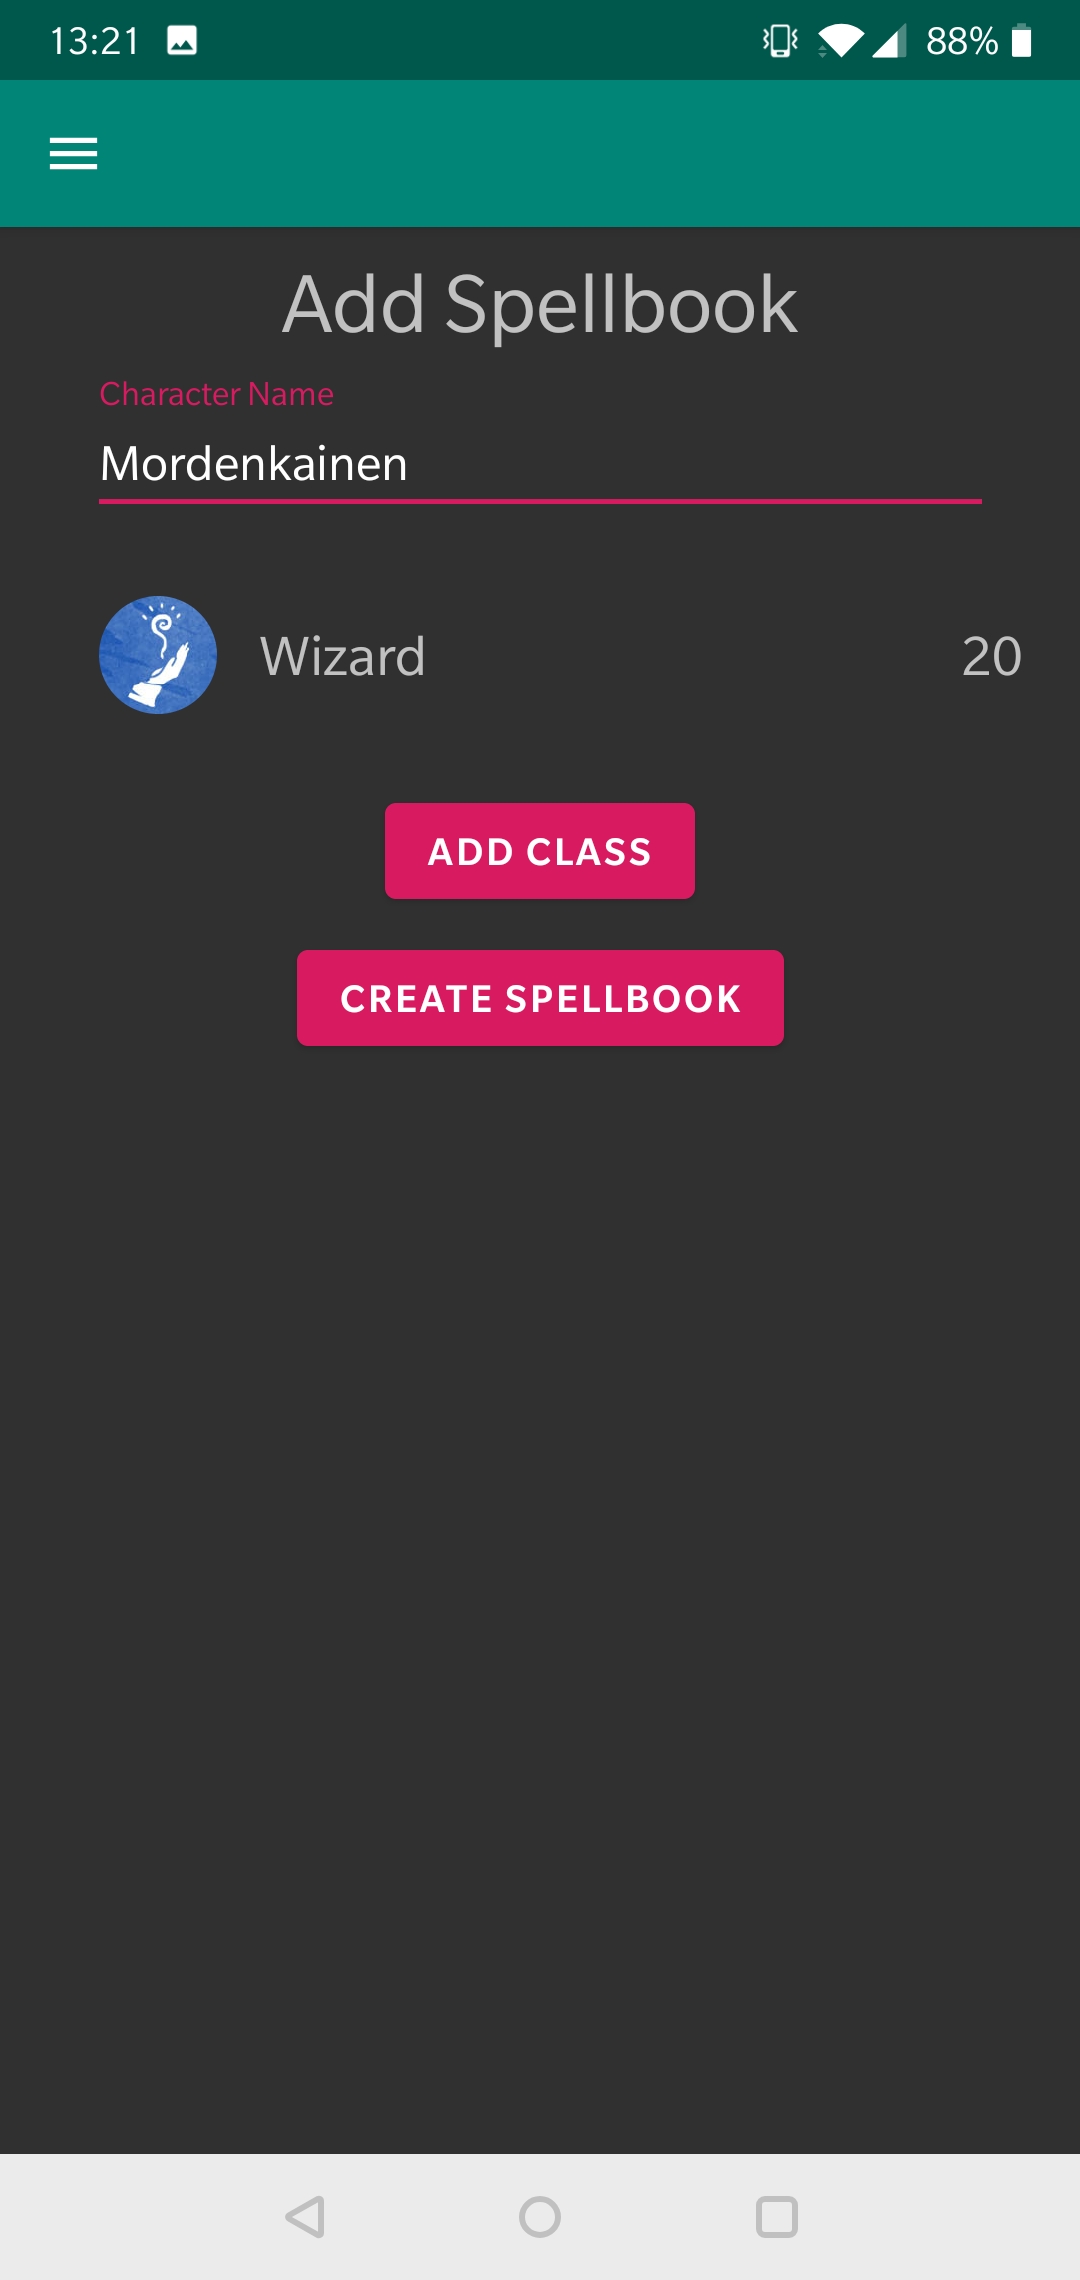 13:21 88%
Add Spellbook
Character Name
Mordenkainen
Wizard 20
ADD CLASS
CREATE SPELLBOOK